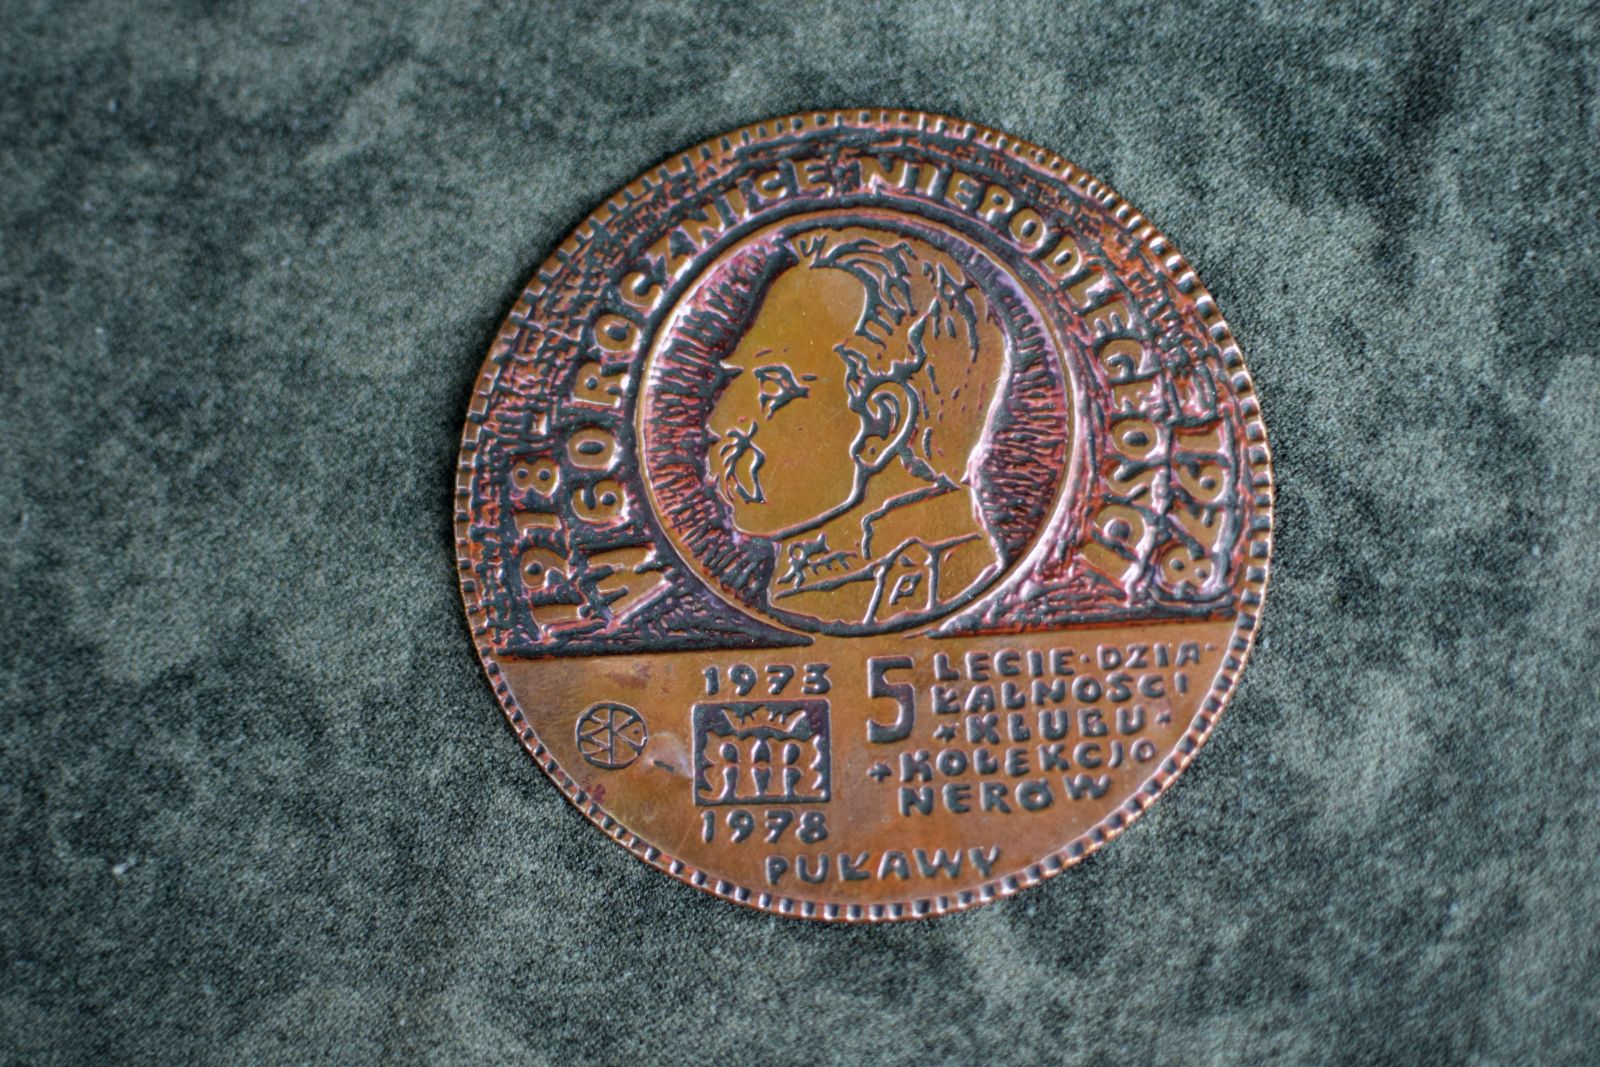 W 60 ROCZNICE NIEPODLEGŁOŚCI
1918
1978
1973
1978
5 LECIE·DZIA-
ŁALNOŚCI
*KLUBU*
*KOLEKCJO
NERÓW
PUŁAWY